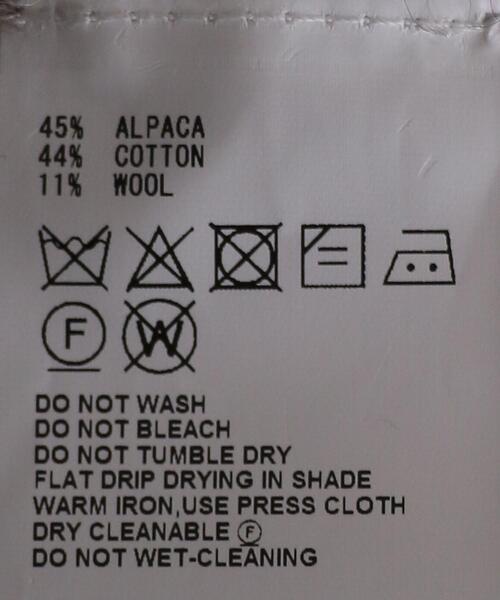 45% ALPACA
44% COTTON
11% WOOL
F W
DO NOT WASH
DO NOT BLEACH
DO NOT TUMBLE DRY
FLAT DRIP DRYING IN SHADE
WARM IRON,USE PRESS CLOTH
DRY CLEANABLE Ⓕ
DO NOT WET-CLEANING